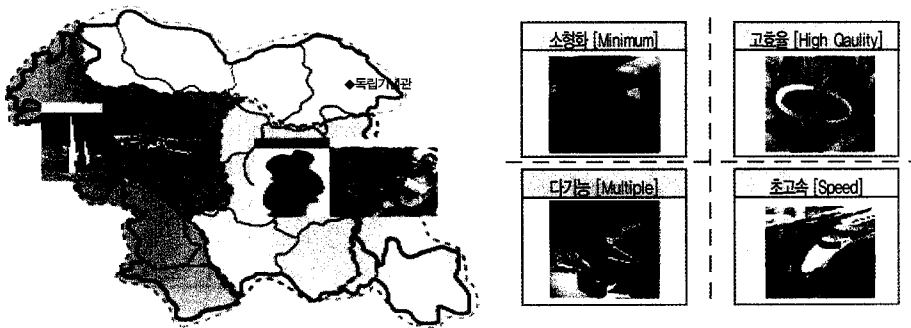 ◆독립기념관
소형화 [Minimum]
고효율 [High Qaulity]
다기능 [Multiple]
초고속 [Speed]